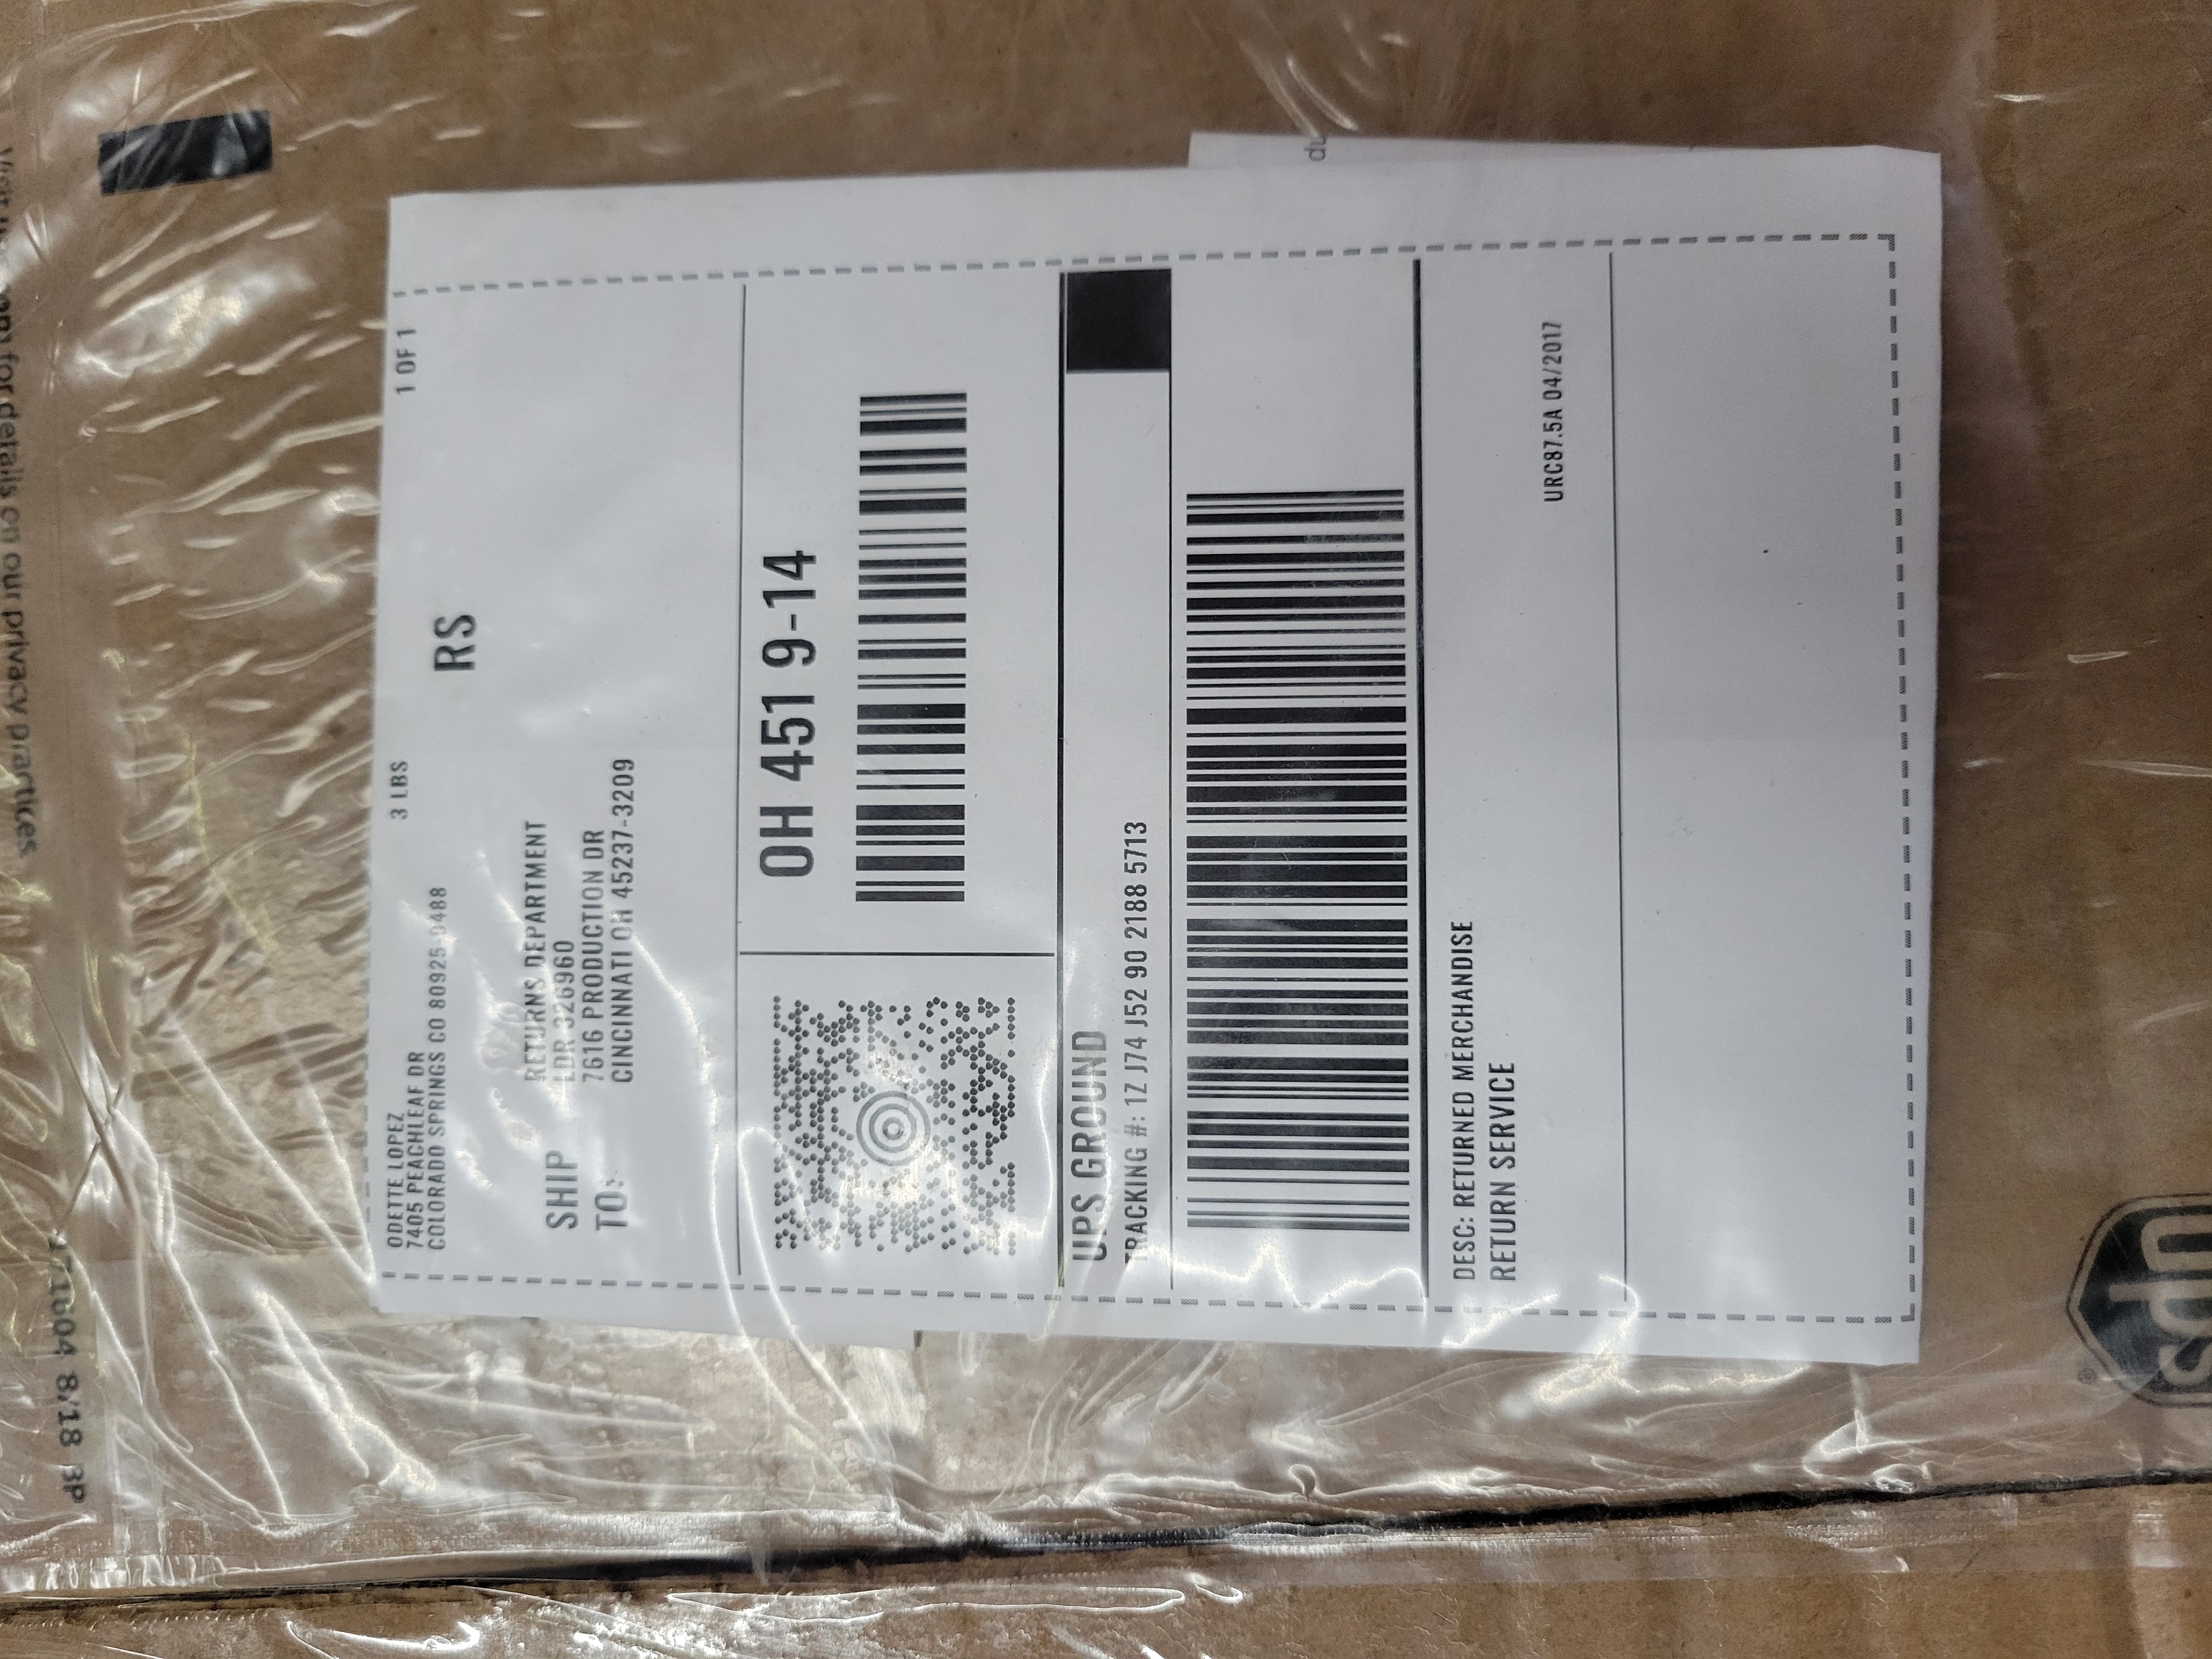 ODETTE LOPEZ
7405 PEACHLEAF DR
COLORADO SPRINGS CO 80925-9488
3 LBS
1 OF 1
RS
SHIP
TO:
RETURNS DEPARTMENT
LDR 326960
7616 PRODUCTION DR
CINCINNATI OH 45237-3209
OH 451 9-14
UPS GROUND
TRACKING #: 1Z J74 J52 90 2188 5713
DESC: RETURNED MERCHANDISE
RETURN SERVICE
URC87.5A 04/2017
for details on our privacy practices.
8/18
ups
du